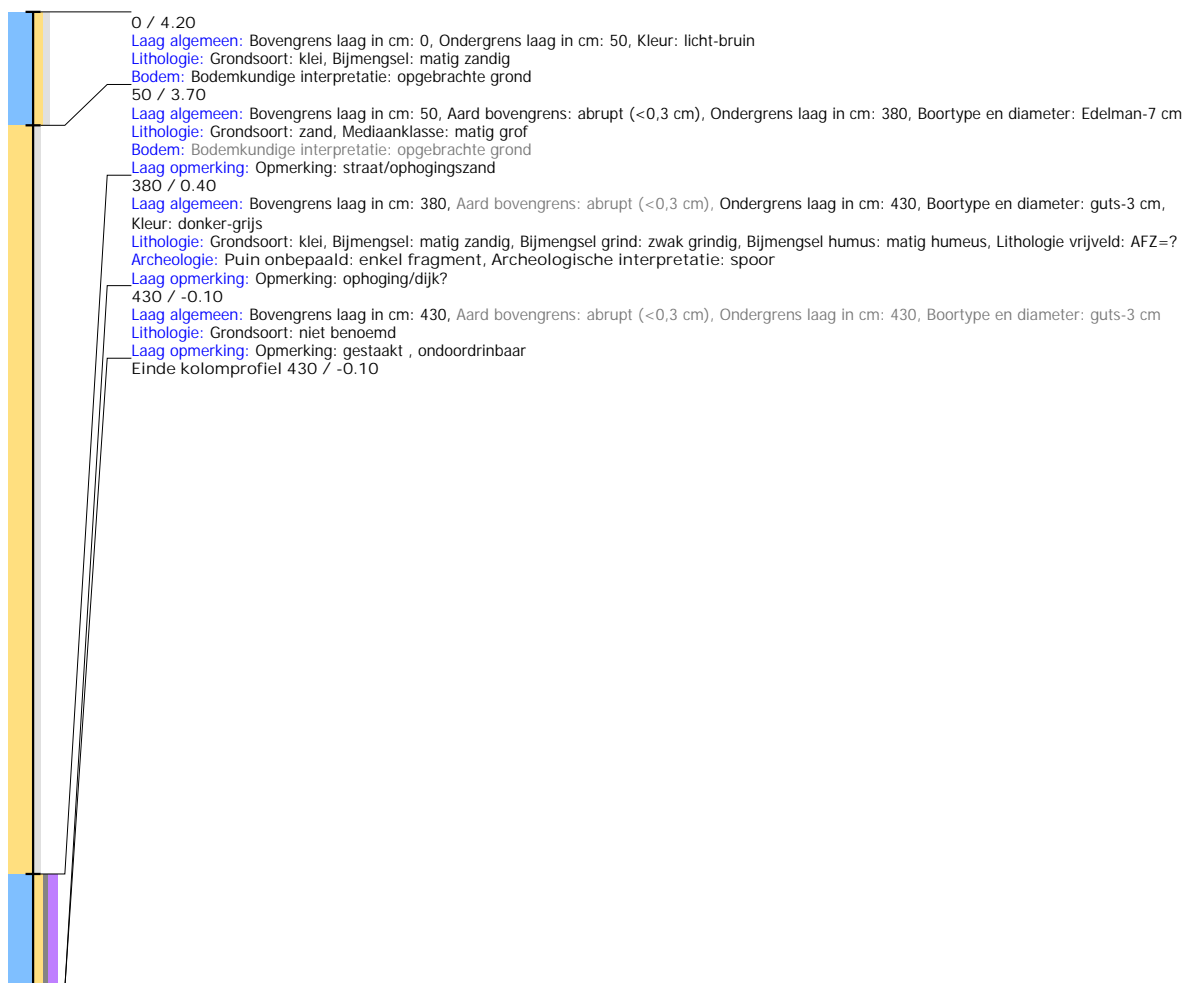 0 / 4.20
Laag algemeen: Bovengrens laag in cm: 0, Ondergrens laag in cm: 50, Kleur: licht-bruin
Lithologie: Grondsoort: klei, Bijmengsel: matig zandig
Bodem: Bodemkundige interpretatie: opgebrachte grond
50 / 3.70
Laag algemeen: Bovengrens laag in cm: 50, Aard bovengrens: abrupt (<0,3 cm), Ondergrens laag in cm: 380, Boortype en diameter: Edelman-7 cm
Lithologie: Grondsoort: zand, Mediaanklasse: matig grof
Bodem: Bodemkundige interpretatie: opgebrachte grond
Laag opmerking: Opmerking: straat/ophogingszand
380 / 0.40
Laag algemeen: Bovengrens laag in cm: 380, Aard bovengrens: abrupt (<0,3 cm), Ondergrens laag in cm: 430, Boortype en diameter: guts-3 cm,
Kleur: donker-grijs
Lithologie: Grondsoort: klei, Bijmengsel: matig zandig, Bijmengsel grind: zwak grindig, Bijmengsel humus: matig humeus, Lithologie vrijveld: AFZ=?
Archeologie: Puin onbepaald: enkel fragment, Archeologische interpretatie: spoor
Laag opmerking: Opmerking: ophoging/dijk?
430 / -0.10
Laag algemeen: Bovengrens laag in cm: 430, Aard bovengrens: abrupt (<0,3 cm), Ondergrens laag in cm: 430, Boortype en diameter: guts-3 cm
Lithologie: Grondsoort: niet benoemd
Laag opmerking: Opmerking: gestaakt , ondoordrinbaar
Einde kolomprofiel 430 / -0.10